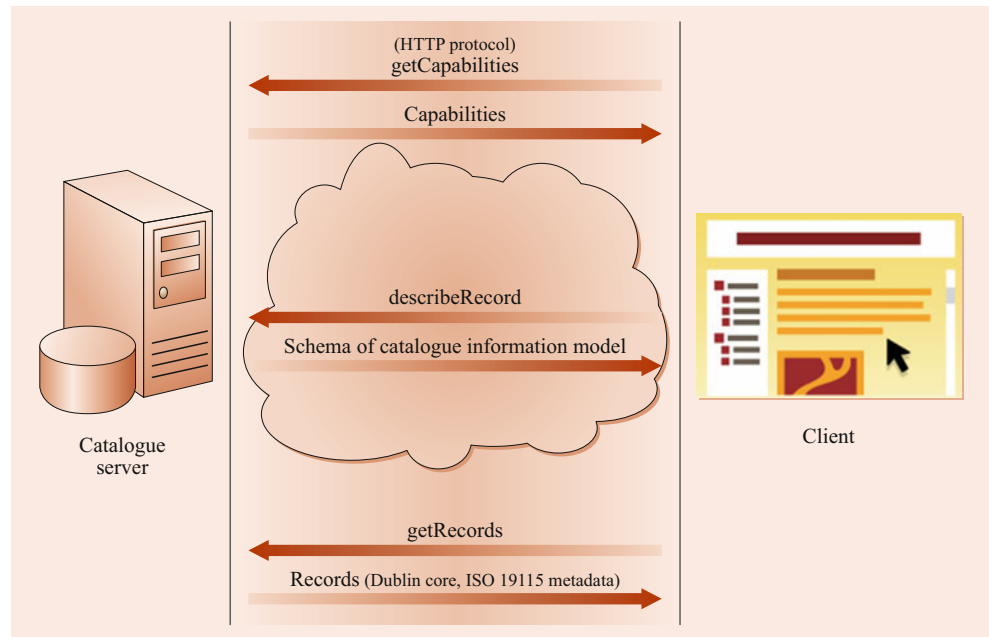 (HTTP protocol)
getCapabilities
Capabilities
describeRecord
Schema of catalogue information model
Catalogue
server
Client
getRecords
Records (Dublin core, ISO 19115 metadata)